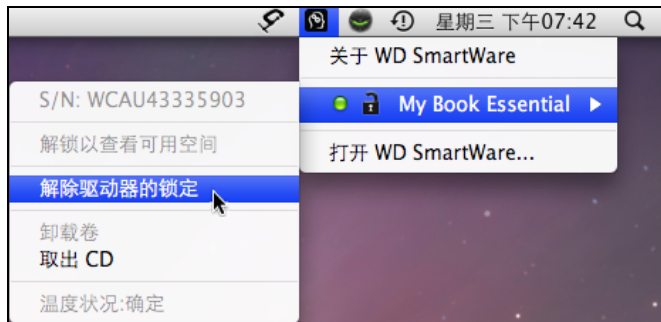 星期三 下午07:42
关于 WD SmartWare
My Book Essential
打开 WD SmartWare...
S/N: WCAU43335903
解锁以查看可用空间
解除驱动器的锁定
卸载卷
取出 CD
温度状况:确定